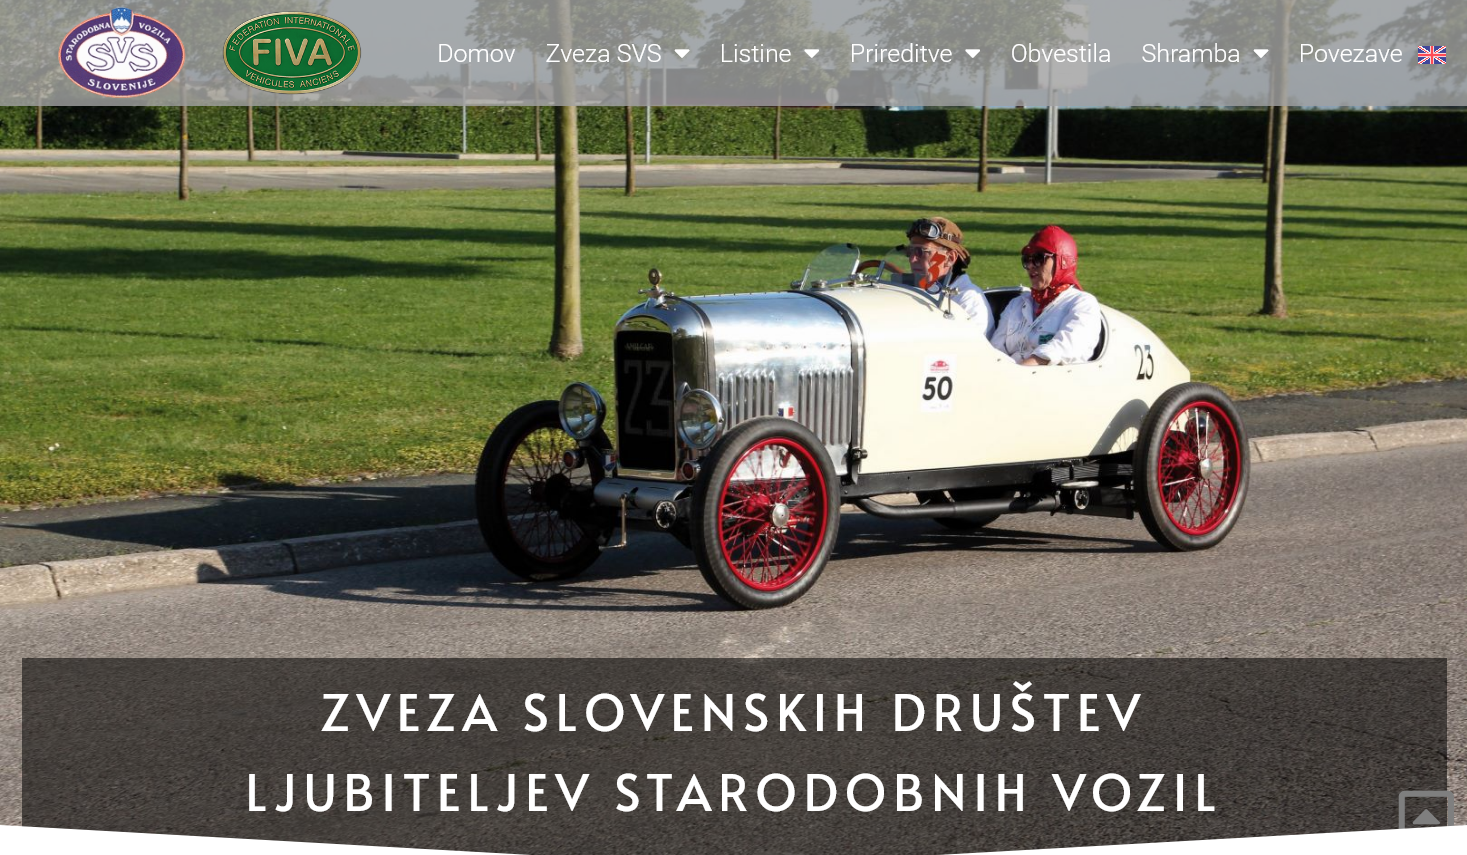 STARODOBNA VOZILA
SVS
SLOVENIJE
FEDERATION INTERNATIONALE
FIVA
VEHICULES ANCIENS
Domov
Zveza SVS
Listine
Prireditve
Obvestila
Shramba
Povezave
23
50
23
ZVEZA SLOVENSKIH DRUŠTEV
LJUBITELJEV STARODOBNIH VOZIL